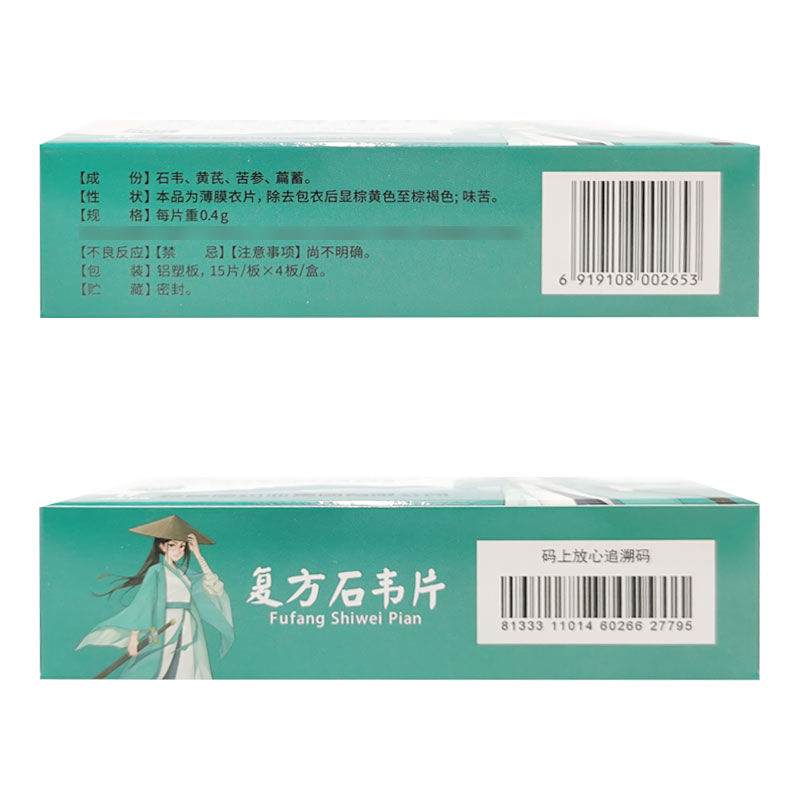 【成　份】石韦、黄芪、苦参、萹蓄。
【性　状】本品为薄膜衣片，除去包衣后显棕黄色至棕褐色；味苦。
【规　格】每片重0.4g
【不良反应】【禁　忌】【注意事项】尚不明确。
【包　装】铝塑板，15片/板×4板/盒。
【贮　藏】密封。
6 919108 002653
复方石韦片
Fufang Shiwei Pian
码上放心追溯码
81333 11014 60266 27795